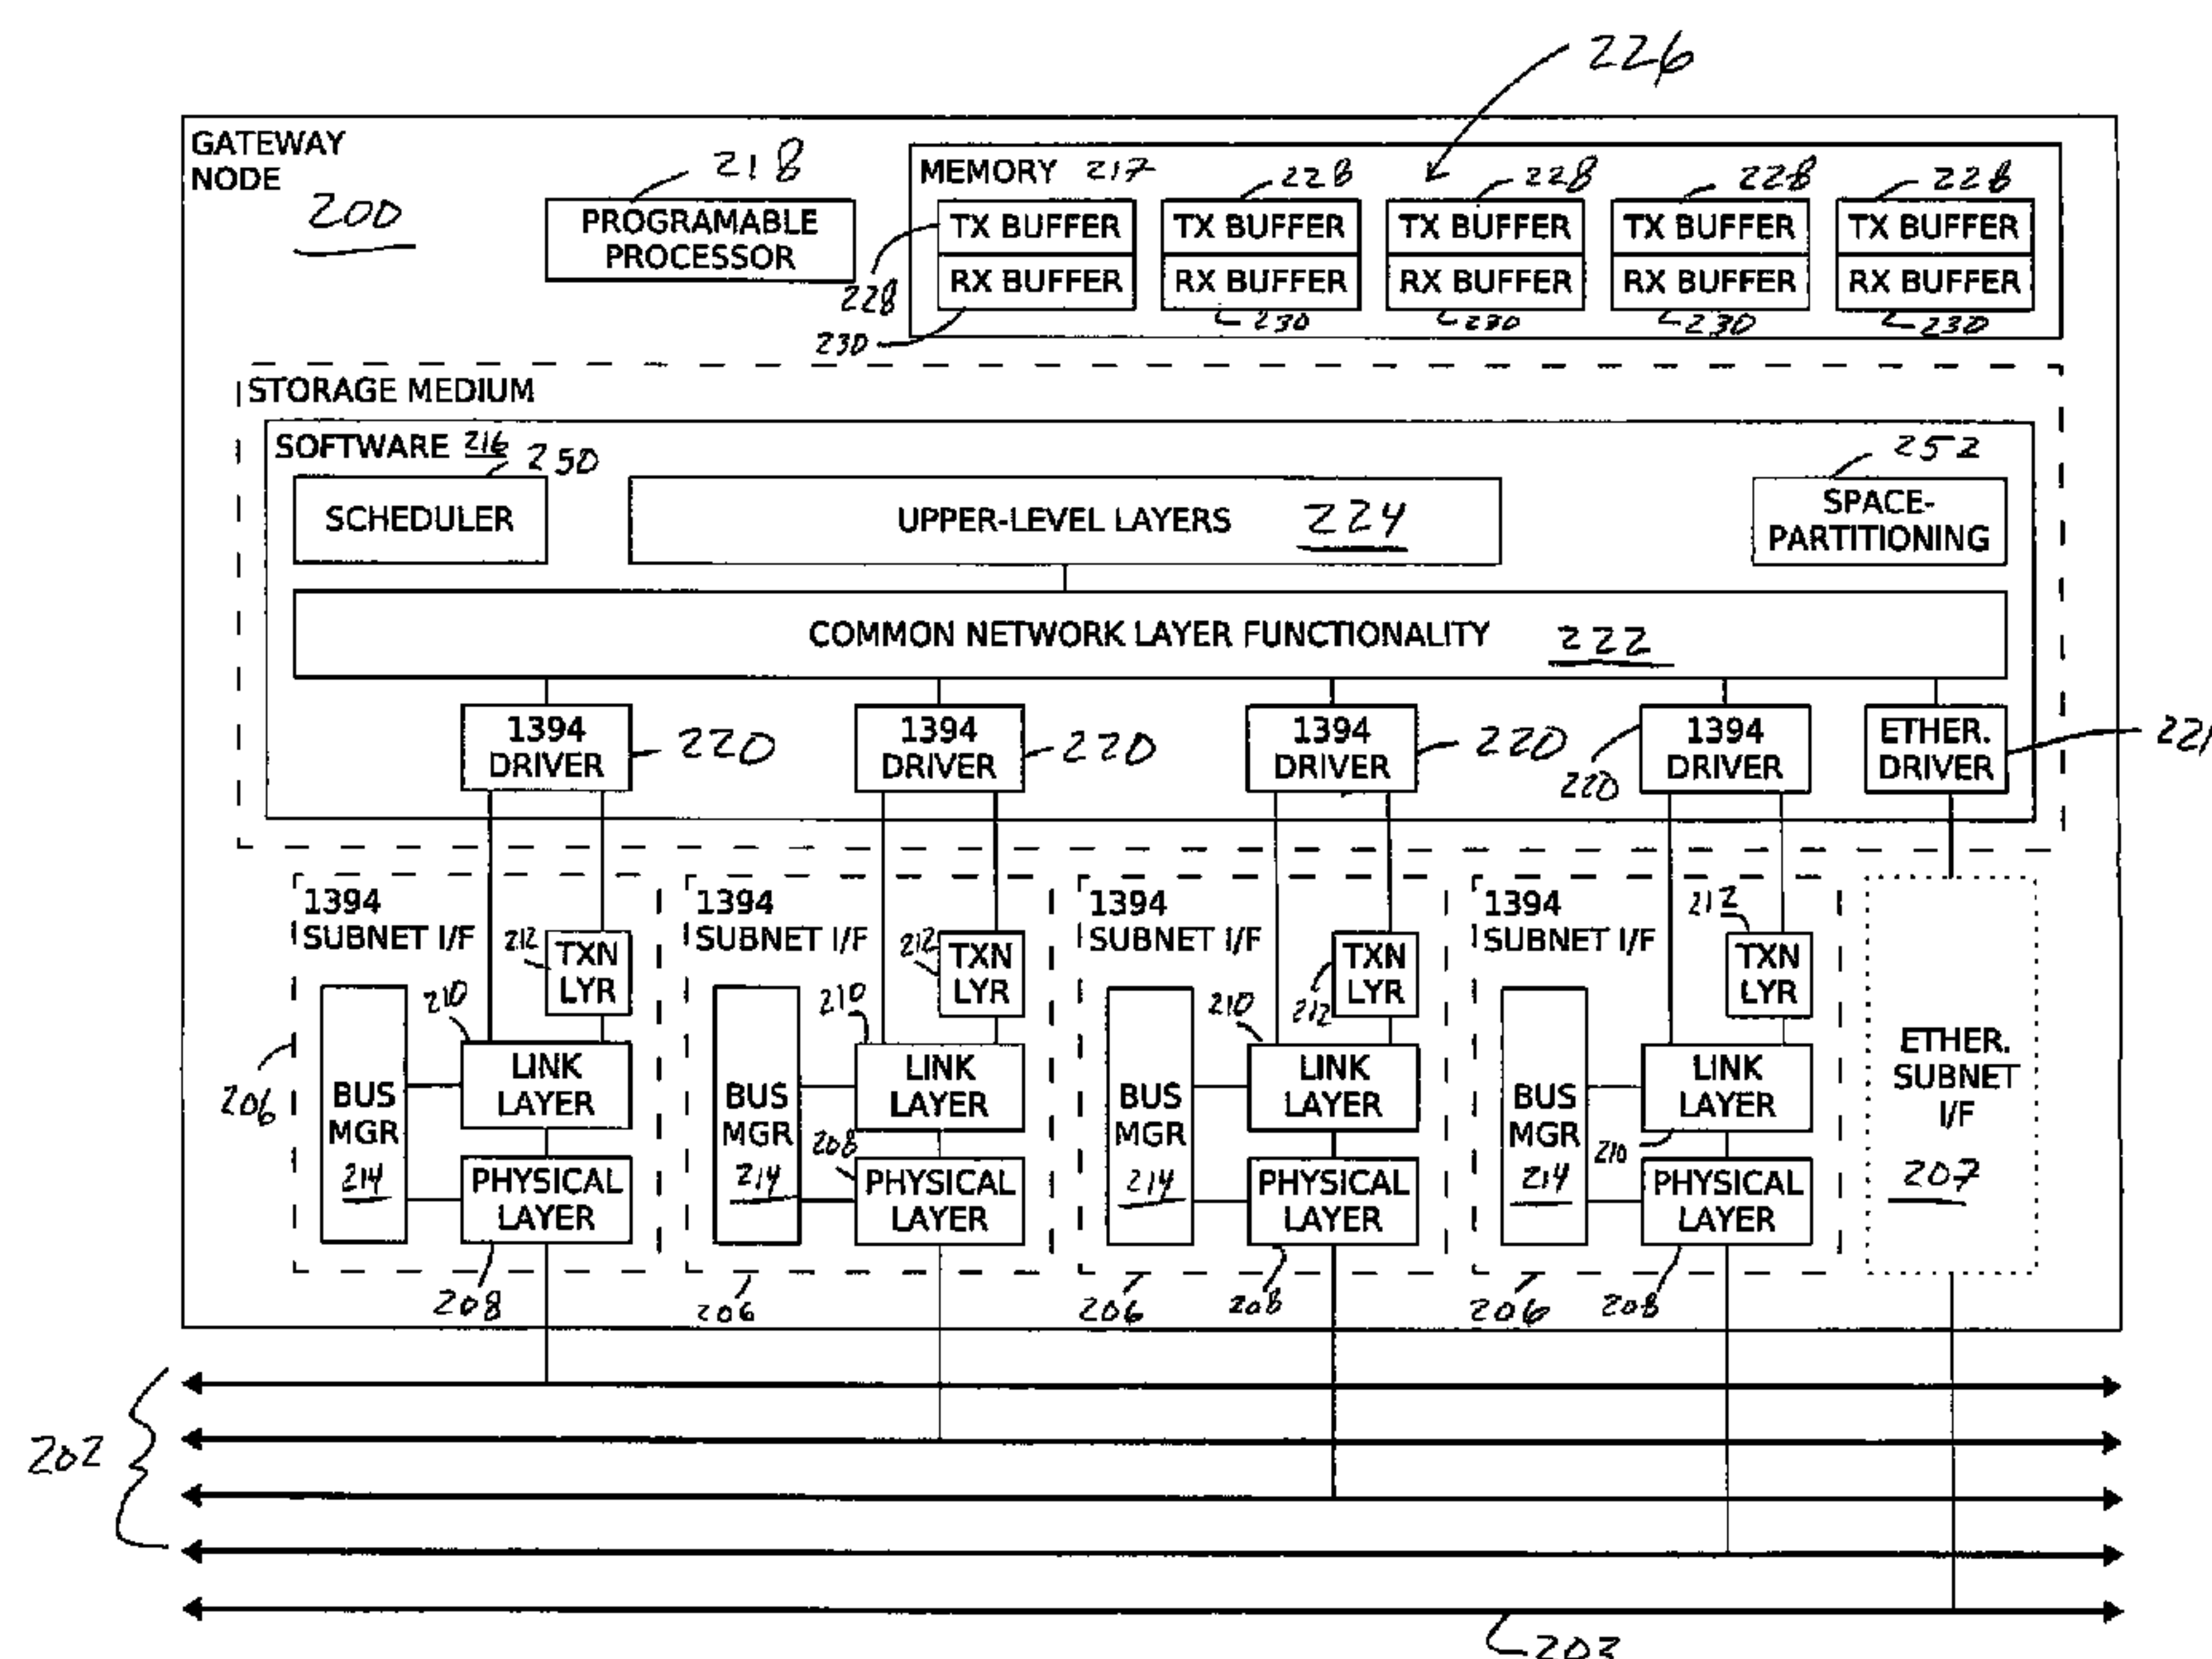 226
GATEWAY
NODE
200
218
PROGRAMABLE
PROCESSOR
MEMORY 217
228 228 228 228
TX BUFFER TX BUFFER TX BUFFER TX BUFFER TX BUFFER
RX BUFFER RX BUFFER RX BUFFER RX BUFFER RX BUFFER
228
230 230 230 230 230
STORAGE MEDIUM
SOFTWARE 216 250 252
SCHEDULER
UPPER-LEVEL LAYERS 224
SPACE-
PARTITIONING
COMMON NETWORK LAYER FUNCTIONALITY 222
1394
DRIVER
220
1394
DRIVER
220
1394
DRIVER
220
220
1394
DRIVER
ETHER.
DRIVER
221
1394
SUBNET I/F
212
TXN
LYR
210
206
BUS
MGR
214
LINK
LAYER
PHYSICAL
LAYER
208
1394
SUBNET I/F
212
TXN
LYR
210
BUS
MGR
214
LINK
LAYER
208
PHYSICAL
LAYER
206
1394
SUBNET I/F
TXN
LYR
212
210
BUS
MGR
214
LINK
LAYER
PHYSICAL
LAYER
206
208
1394
SUBNET I/F
212
TXN
LYR
BUS
MGR
214
LINK
LAYER
210
PHYSICAL
LAYER
206
208
ETHER.
SUBNET
I/F
207
202
203